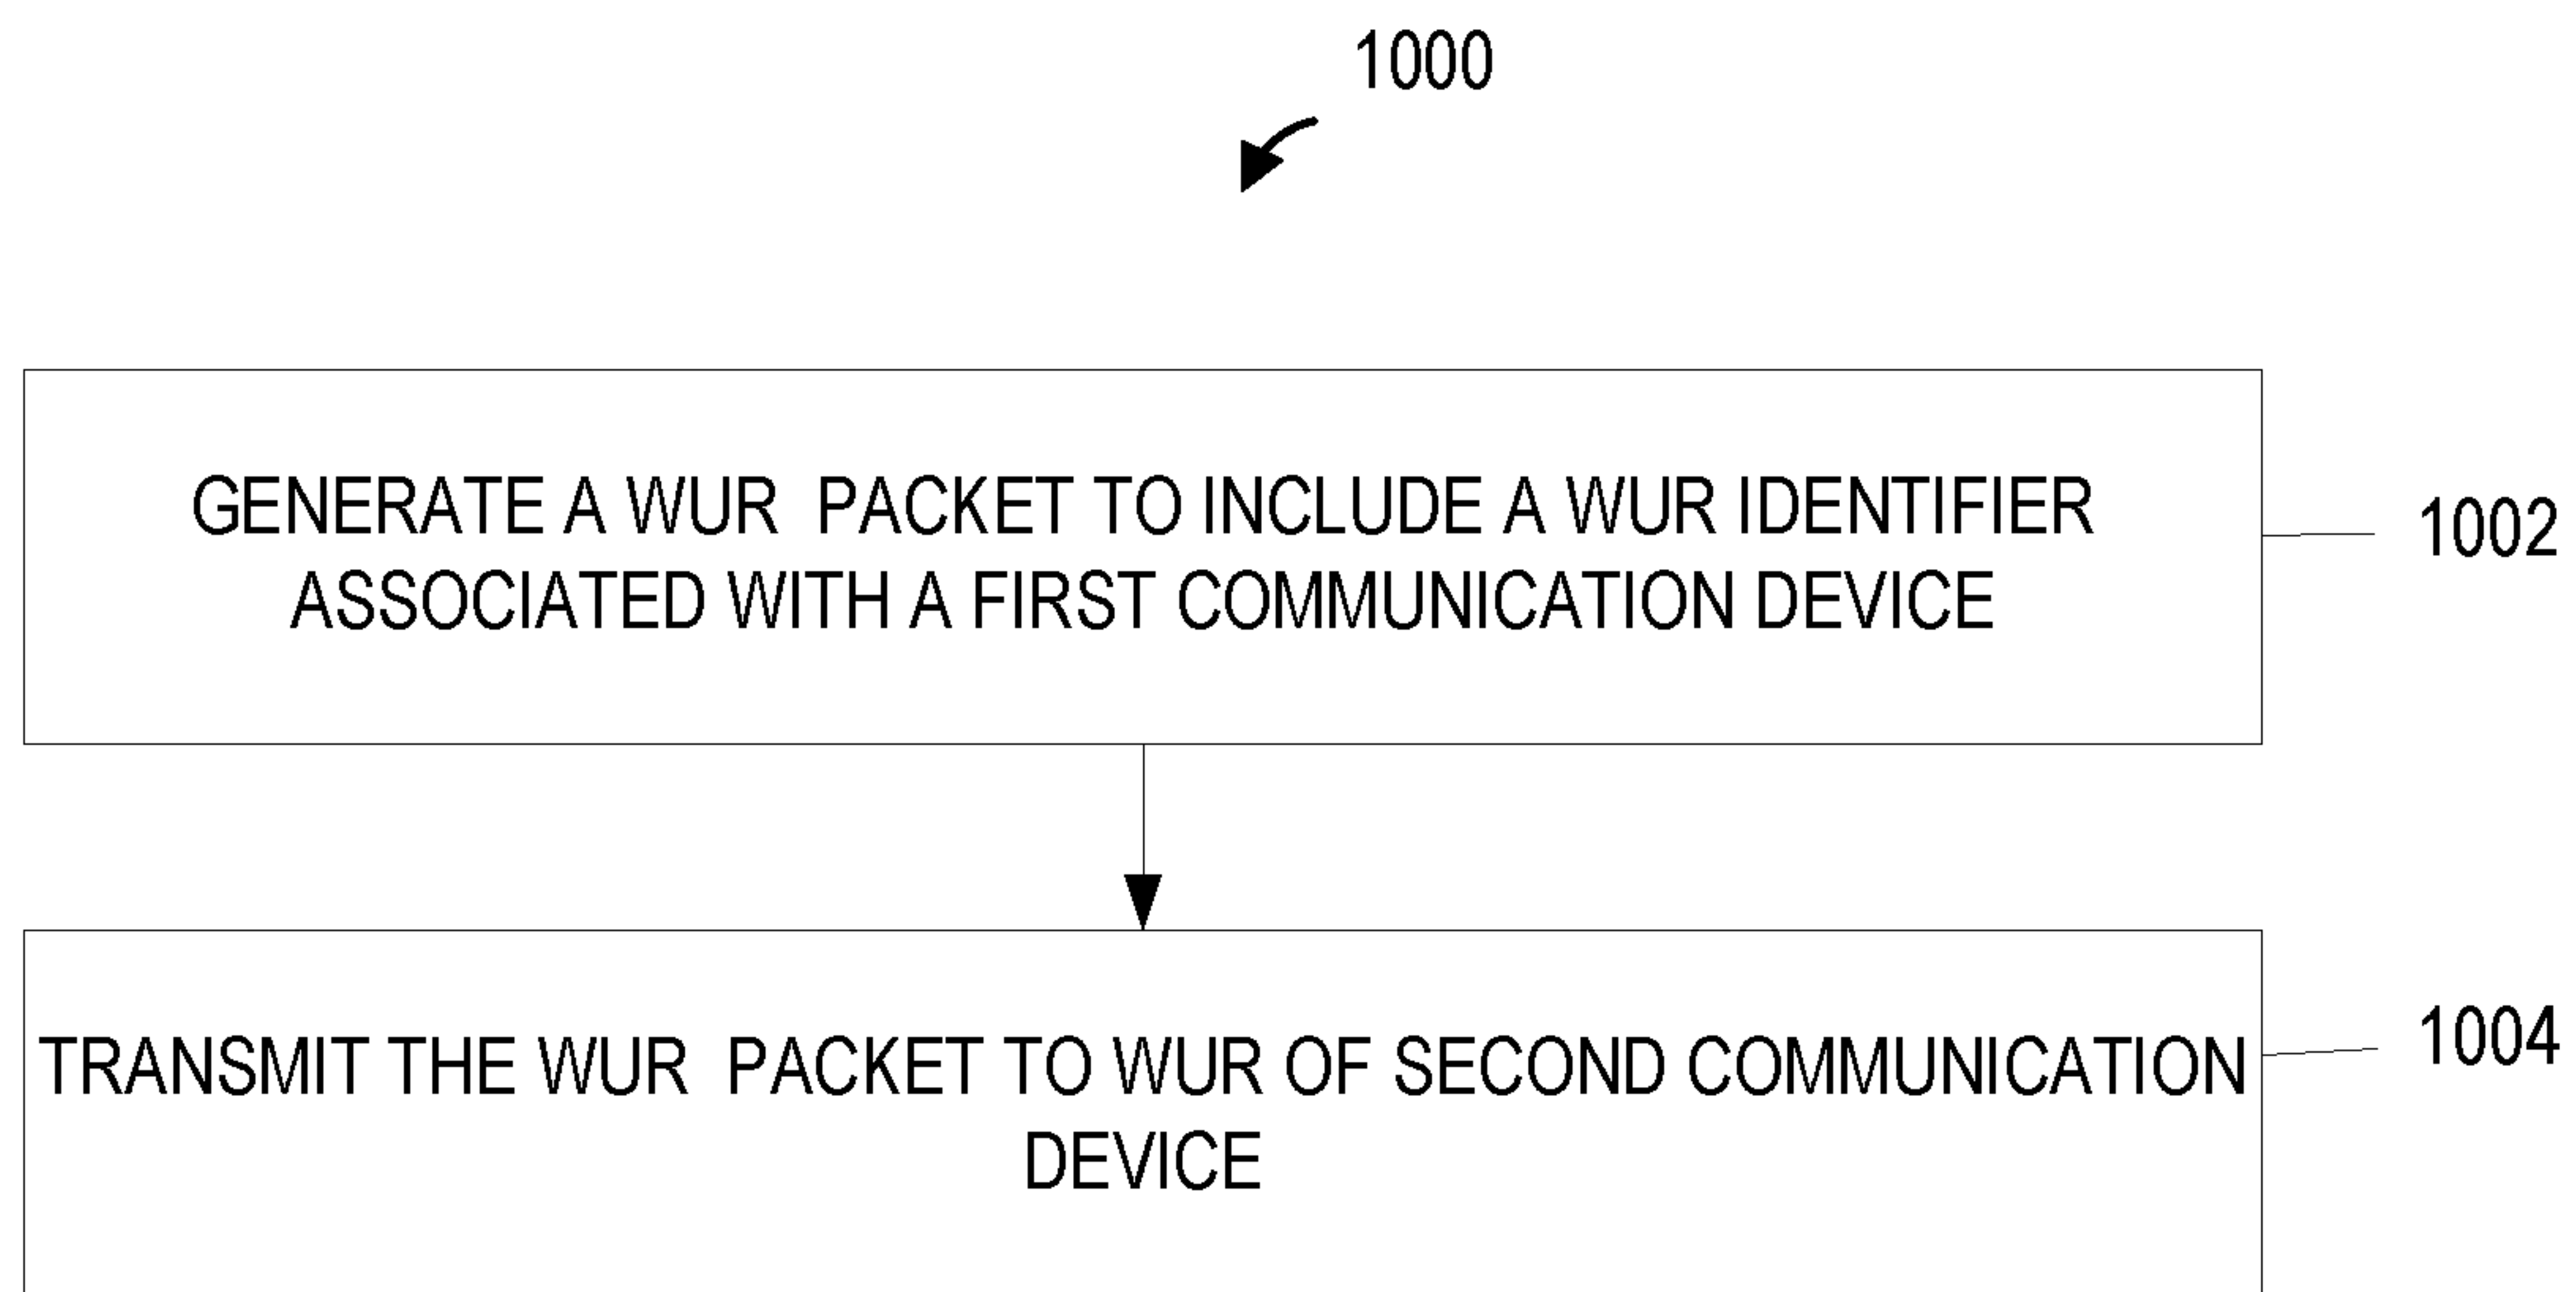 1000
GENERATE A WUR PACKET TO INCLUDE A WUR IDENTIFIER
ASSOCIATED WITH A FIRST COMMUNICATION DEVICE
1002
TRANSMIT THE WUR PACKET TO WUR OF SECOND COMMUNICATION
DEVICE
1004